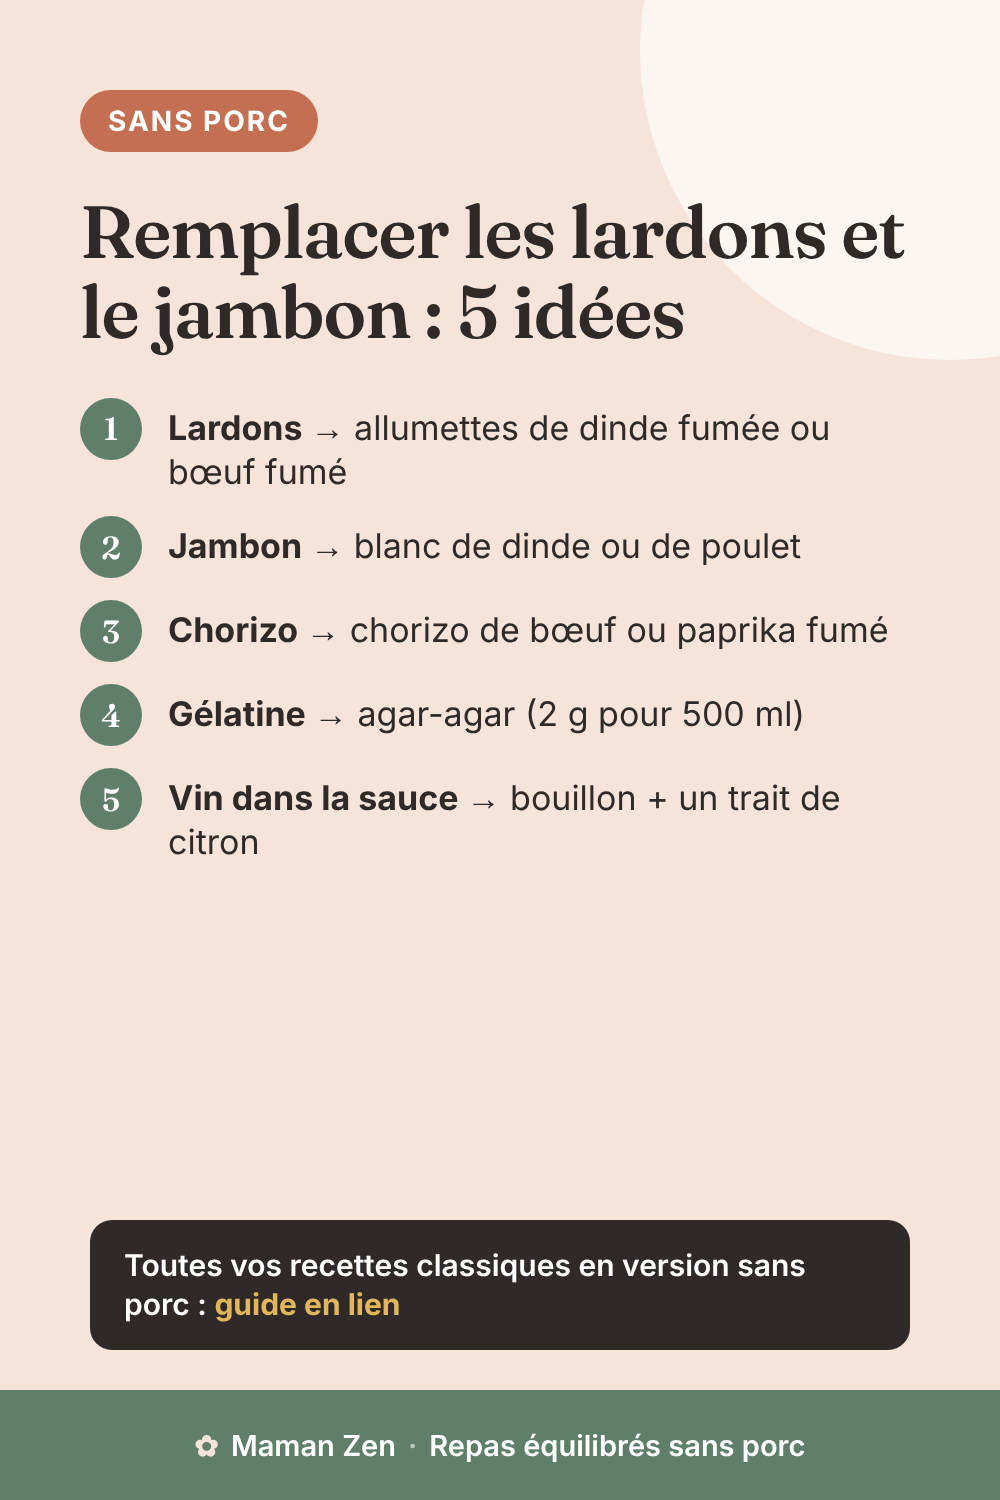 SANS PORC
Remplacer les lardons et
le jambon : 5 idées
1 Lardons → allumettes de dinde fumée ou
bœuf fumé
2 Jambon → blanc de dinde ou de poulet
3 Chorizo → chorizo de bœuf ou paprika fumé
4 Gélatine → agar-agar (2 g pour 500 ml)
5 Vin dans la sauce → bouillon + un trait de
citron
Toutes vos recettes classiques en version sans
porc : guide en lien
✿ Maman Zen · Repas équilibrés sans porc